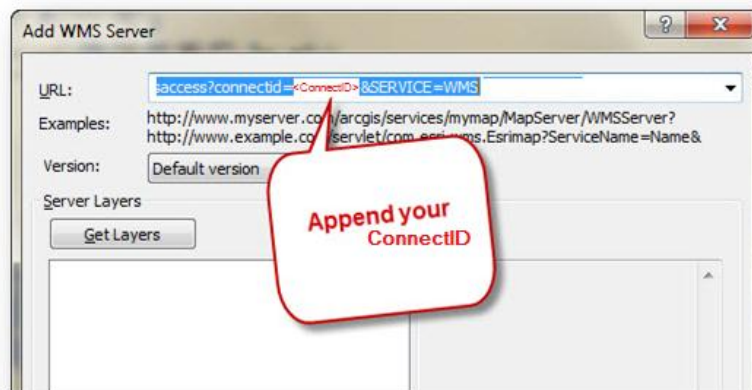 Add WMS Server
URL:
saccess?connectid=<ConnectID>&SERVICE=WMS
Examples:
http://www.myserver.com/arcgis/services/mymap/MapServer/WMSServer?
http://www.example.com/servlet/com.esri.wms.Esrimap?ServiceName=Name&
Version:
Default version
Server Layers
Get Layers
Append your
ConnectID